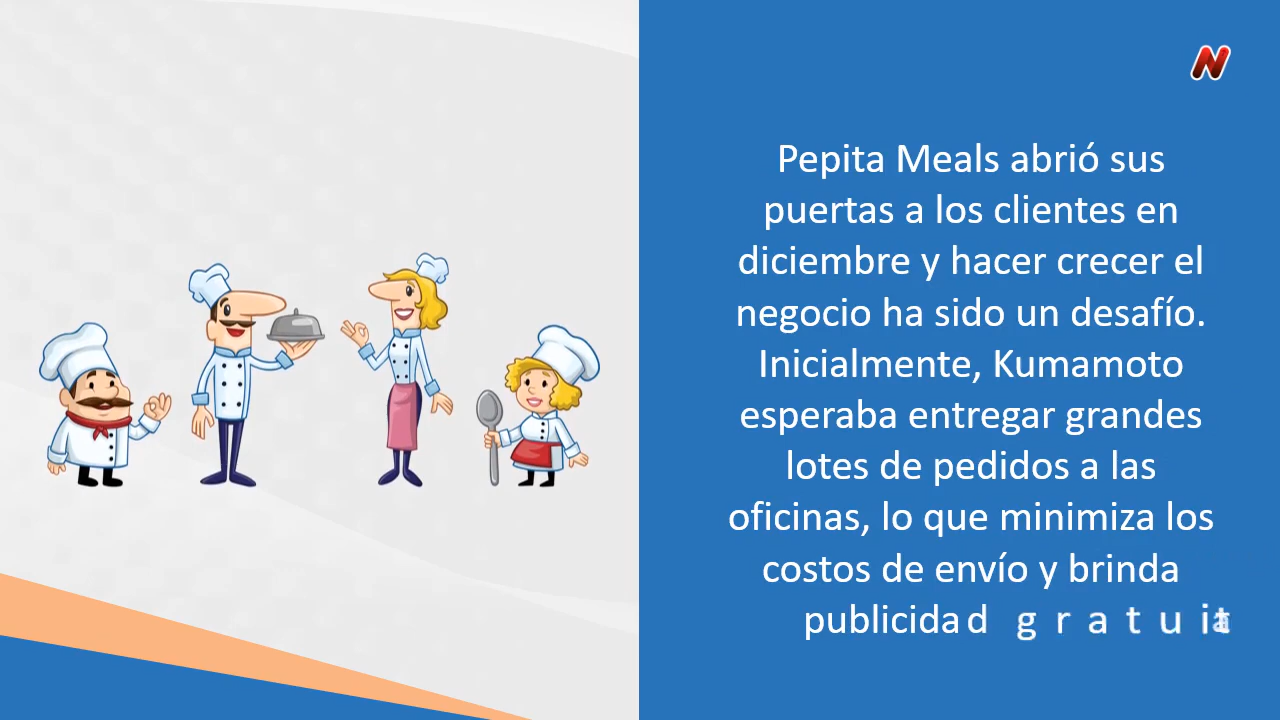 N
Pepita Meals abrió sus
puertas a los clientes en
diciembre y hacer crecer el
negocio ha sido un desafío.
Inicialmente, Kumamoto
esperaba entregar grandes
lotes de pedidos a las
oficinas, lo que minimiza los
costos de envío y brinda
publicidad gratuita